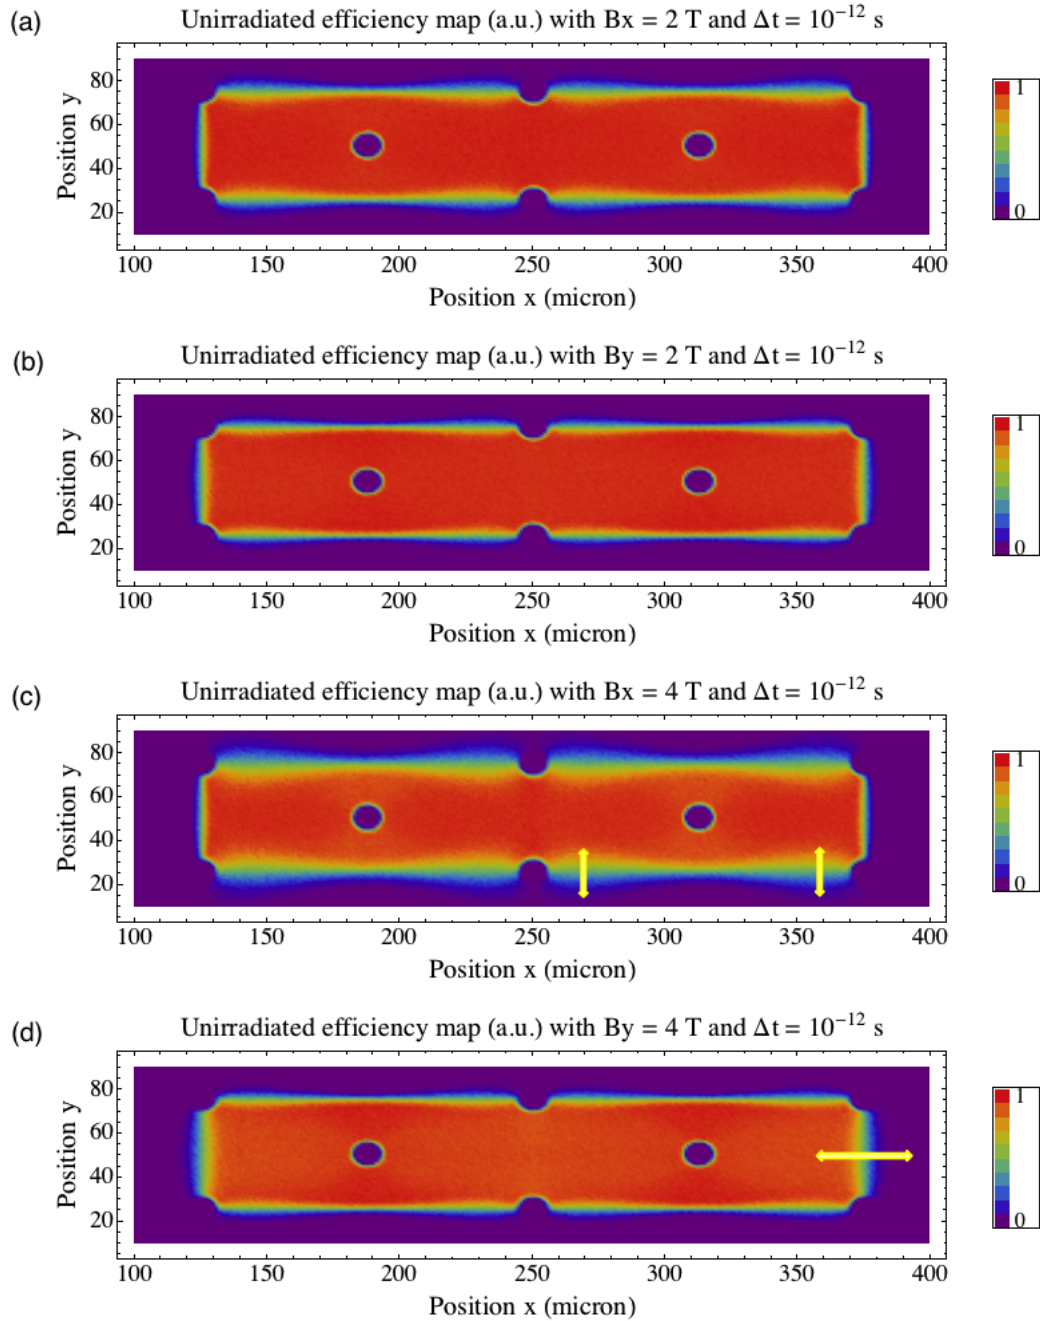 (a) Unirradiated efficiency map (a.u.) with Bx = 2 T and Δt = 10⁻¹² s
80
60
40
20
Position y
100 150 200 250 300 350 400
Position x (micron)
1
0
(b) Unirradiated efficiency map (a.u.) with By = 2 T and Δt = 10⁻¹² s
80
60
40
20
Position y
100 150 200 250 300 350 400
Position x (micron)
1
0
(c) Unirradiated efficiency map (a.u.) with Bx = 4 T and Δt = 10⁻¹² s
80
60
40
20
Position y
100 150 200 250 300 350 400
Position x (micron)
1
0
(d) Unirradiated efficiency map (a.u.) with By = 4 T and Δt = 10⁻¹² s
80
60
40
20
Position y
100 150 200 250 300 350 400
Position x (micron)
1
0